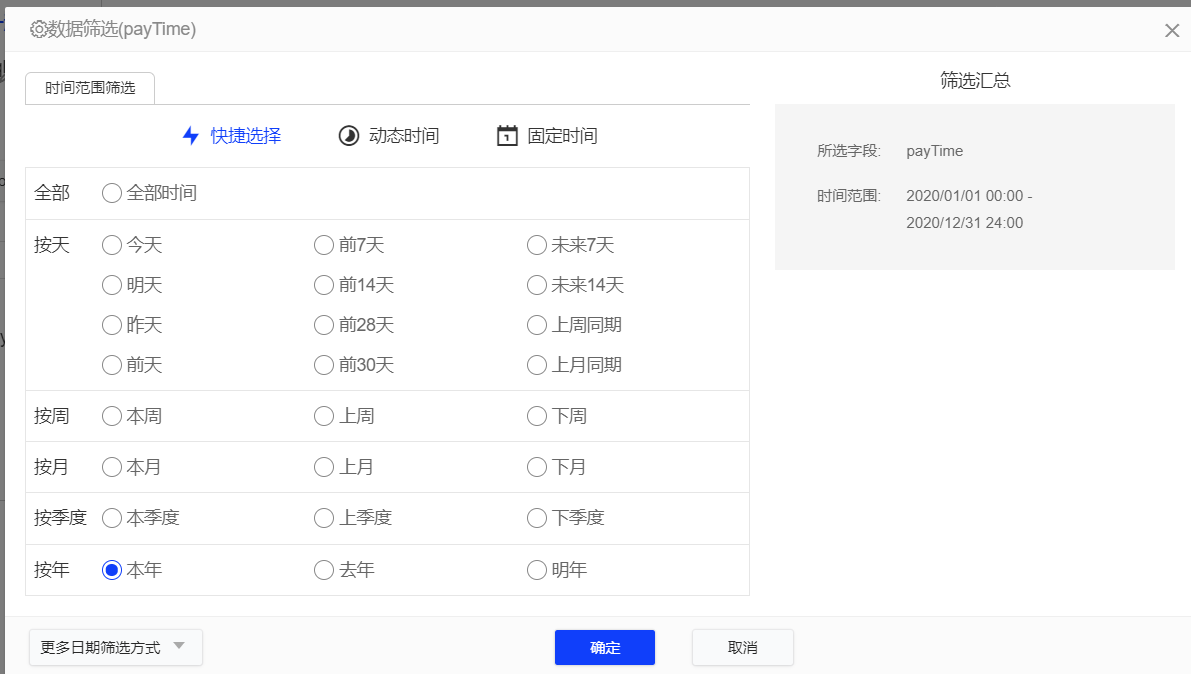 数据筛选(payTime)
时间范围筛选
筛选汇总
快捷选择 动态时间 固定时间
所选字段: payTime
时间范围: 2020/01/01 00:00 -
2020/12/31 24:00
全部 全部时间
按天 今天 前7天 未来7天
明天 前14天 未来14天
昨天 前28天 上周同期
前天 前30天 上月同期
按周 本周 上周 下周
按月 本月 上月 下月
按季度 本季度 上季度 下季度
按年 本年 去年 明年
更多日期筛选方式 确定 取消